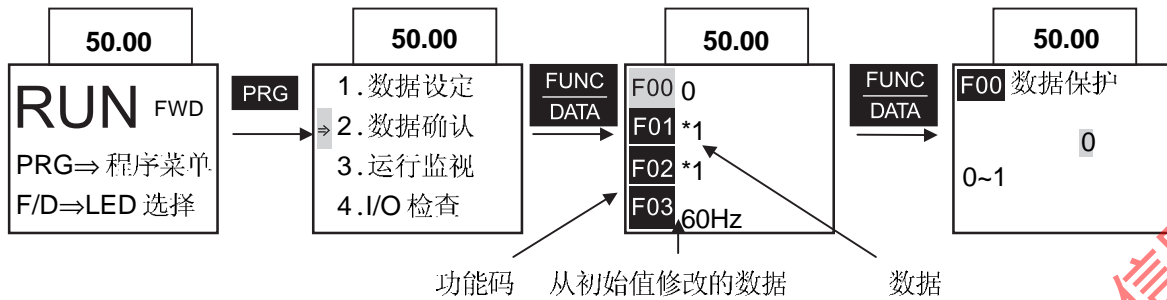 50.00
RUN FWD
PRG⇒ 程序菜单
F/D⇒LED 选择
PRG
50.00
1.数据设定
⇒ 2.数据确认
3.运行监视
4.I/O 检查
FUNC
DATA
50.00
F00 0
F01 *1
F02 *1
F03 60Hz
FUNC
DATA
50.00
F00 数据保护
0
0~1
功能码 从初始值修改的数据 数据
信